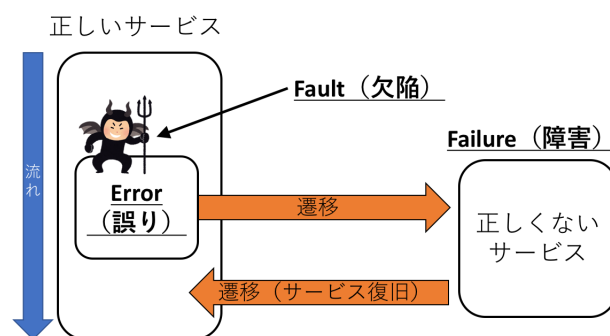 正しいサービス
Fault（欠陥）
Failure（障害）
流れ
Error
（誤り）
遷移
正しくない
サービス
遷移（サービス復旧）